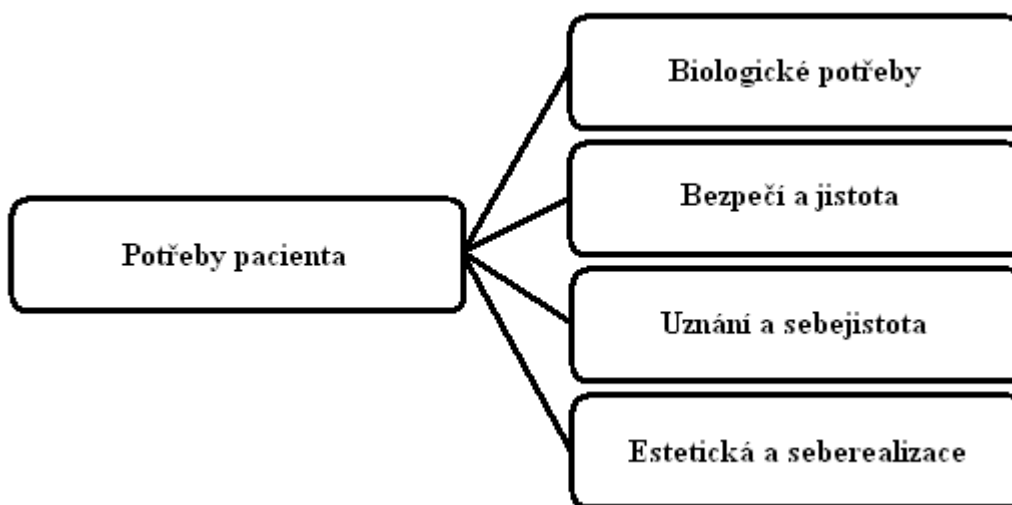 Biologické potřeby
Bezpečí a jistota
Potřeby pacienta
Uznání a sebejistota
Estetická a seberealizace